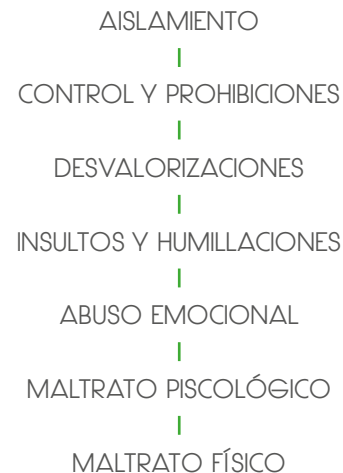 AISLAMIENTO
CONTROL Y PROHIBICIONES
DESVALORIZACIONES
INSULTOS Y HUMILLACIONES
ABUSO EMOCIONAL
MALTRATO PISCOLÓGICO
MALTRATO FÍSICO